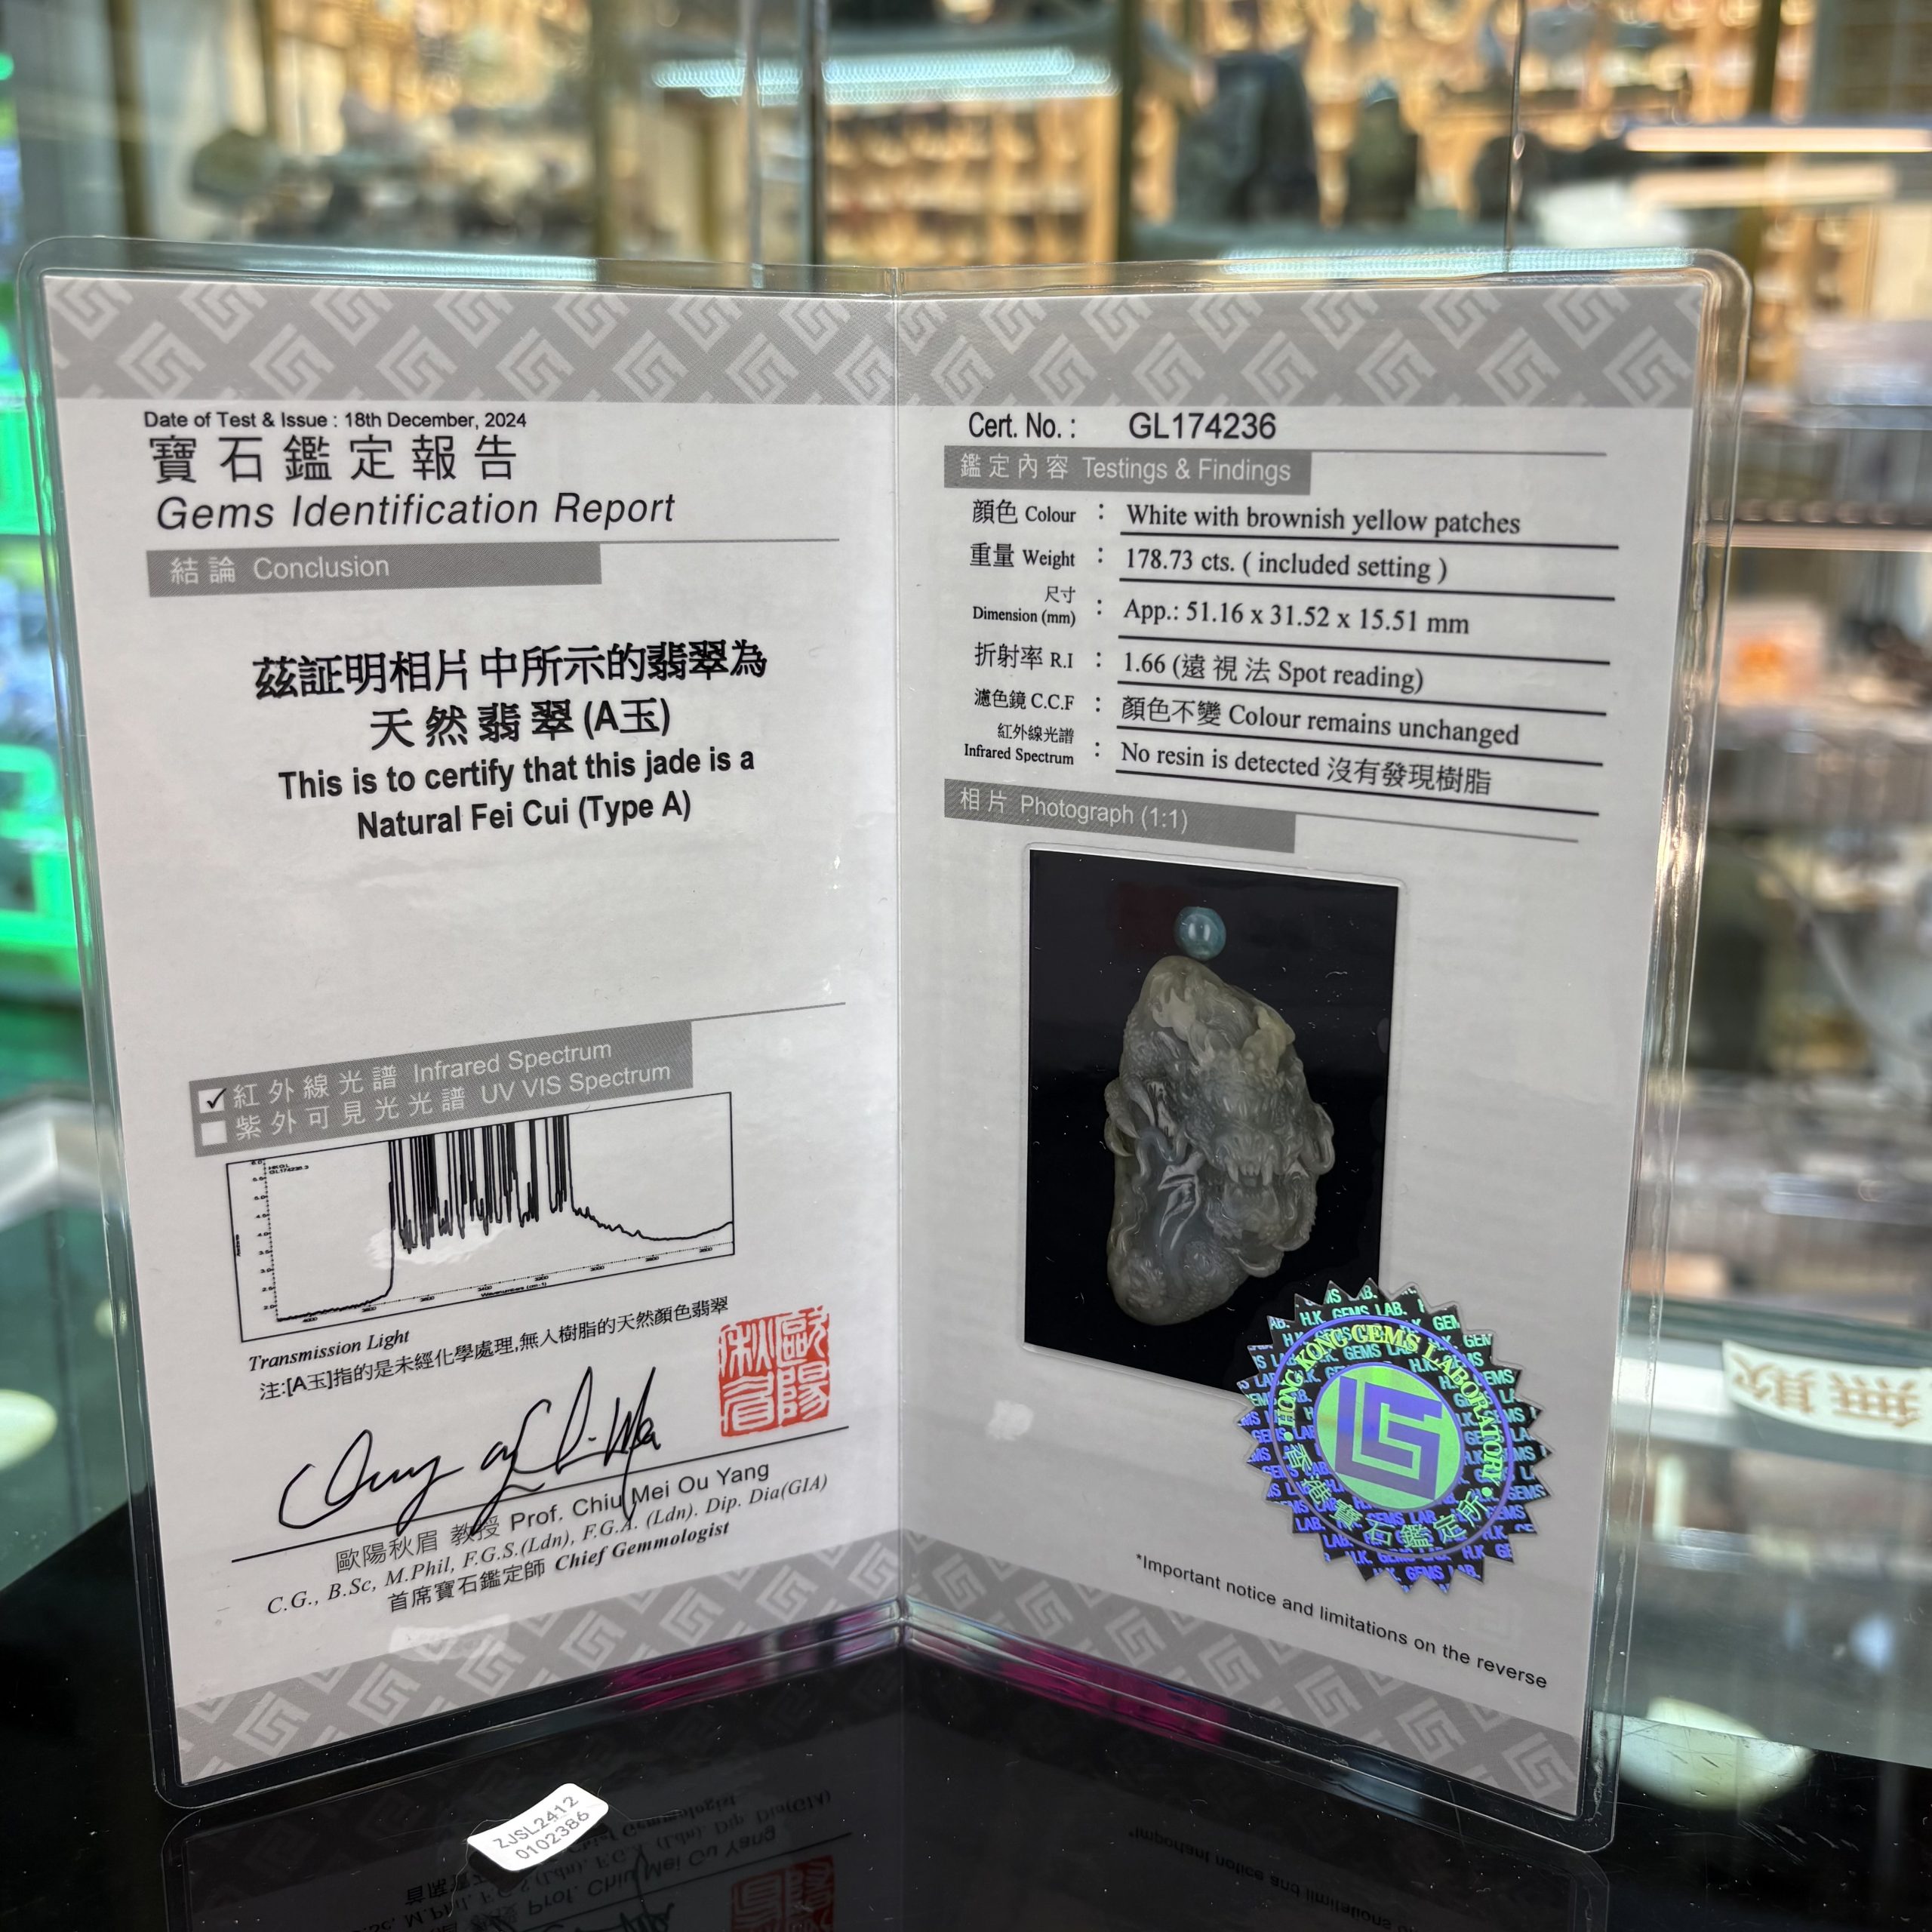 Date of Test & Issue : 18th December, 2024
寶石鑑定報告
Gems Identification Report
結論 Conclusion
茲証明相片中所示的翡翠為
天然翡翠(A玉)
This is to certify that this jade is a
Natural Fei Cui (Type A)
紅外線光譜 Infrared Spectrum
紫外可見光光譜 UV VIS Spectrum
Transmission Light
注:[A玉]指的是未經化學處理,無入樹脂的天然顏色翡翠
歐陽秋眉
歐陽秋眉 教授 Prof. Chiu Mei Ou Yang
C.G., B.Sc, M.Phil, F.G.S.(Ldn), F.G.A. (Ldn). Dip. Dia(GIA)
首席寶石鑑定師 Chief Gemmologist
Cert. No. : GL174236
鑑定內容 Testings & Findings
顏色 Colour : White with brownish yellow patches
重量 Weight : 178.73 cts. ( included setting )
尺寸
Dimension (mm) : App.: 51.16 x 31.52 x 15.51 mm
折射率 R.I : 1.66 (遠視法 Spot reading)
濾色鏡 C.C.F : 顏色不變 Colour remains unchanged
紅外線光譜
Infrared Spectrum : No resin is detected 沒有發現樹脂
相片 Photograph (1:1)
HONG KONG GEMS LABORATORY
香港寶石鑑定所
H.K. GEMS LAB.
*Important notice and limitations on the reverse
ZJSL2412
0102386